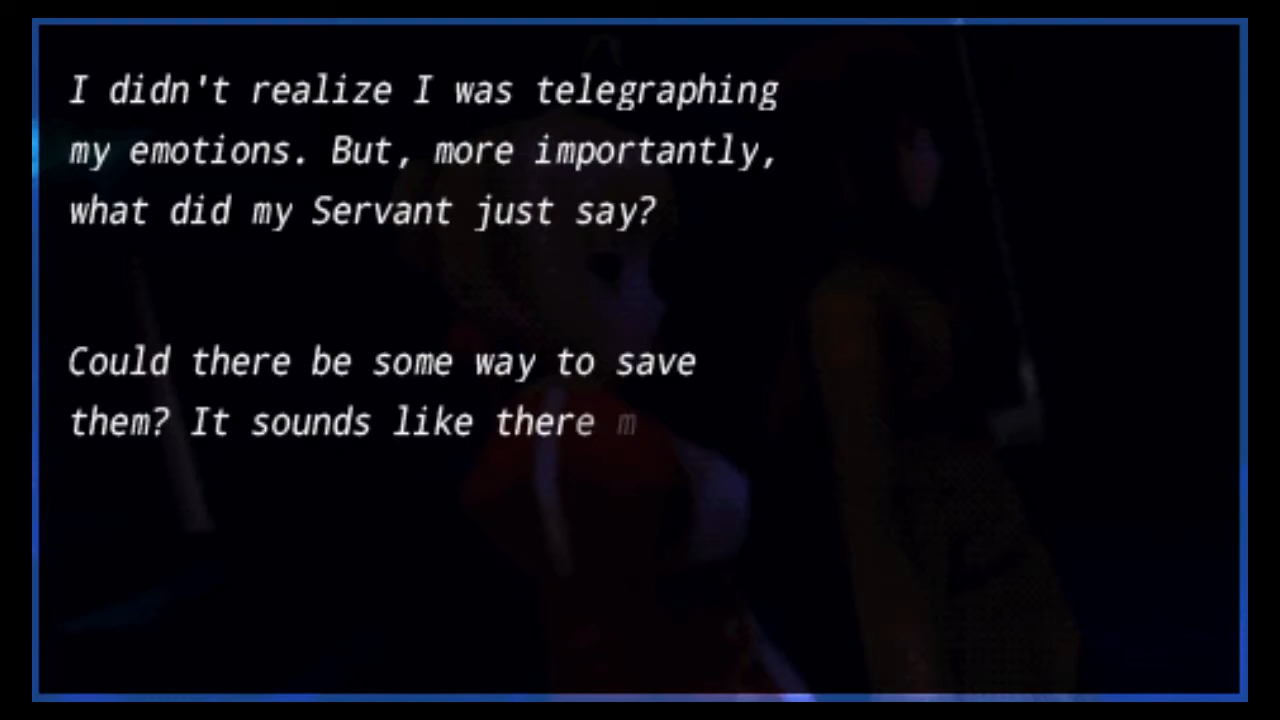 I didn't realize I was telegraphing
my emotions. But, more importantly,
what did my Servant just say?
Could there be some way to save
them? It sounds like there m